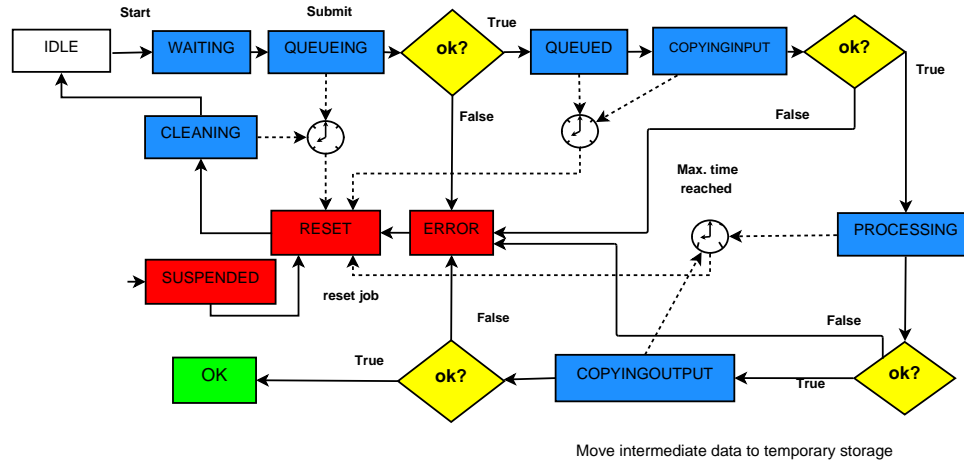 Start
Submit
IDLE
WAITING
QUEUEING
ok?
True
QUEUED
COPYINGINPUT
ok?
True
False
False
CLEANING
Max. time
reached
RESET
ERROR
PROCESSING
SUSPENDED
reset job
False
False
OK
True
ok?
COPYINGOUTPUT
True
ok?
Move intermediate data to temporary storage